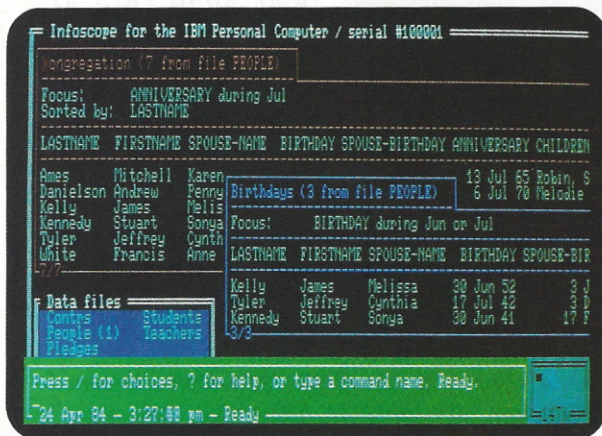 Infoscope for the IBM Personal Computer / serial #100001
Congregation (7 from file PEOPLE)
Focus: ANNIVERSARY during Jul
Sorted by: LASTNAME
LASTNAME FIRSTNAME SPOUSE-NAME BIRTHDAY SPOUSE-BIRTHDAY ANNIVERSARY CHILDREN
Ames Mitchell Karen 13 Jul 65 Robin, S
Danielson Andrew Penny 6 Jul 70 Melodie
Kelly James Melis
Kennedy Stuart Sonya
Tyler Jeffrey Cynth
White Francis Anne
7/7
Birthdays (3 from file PEOPLE)
Focus: BIRTHDAY during Jun or Jul
LASTNAME FIRSTNAME SPOUSE-NAME BIRTHDAY SPOUSE-BIR
Kelly James Melissa 30 Jun 52 3 J
Tyler Jeffrey Cynthia 17 Jul 42 3 D
Kennedy Stuart Sonya 30 Jun 41 17 F
3/3
Data files
Contrs Students
People (1) Teachers
Pledges
Press / for choices, ? for help, or type a command name. Ready.
24 Apr 84 - pm - Ready
147k